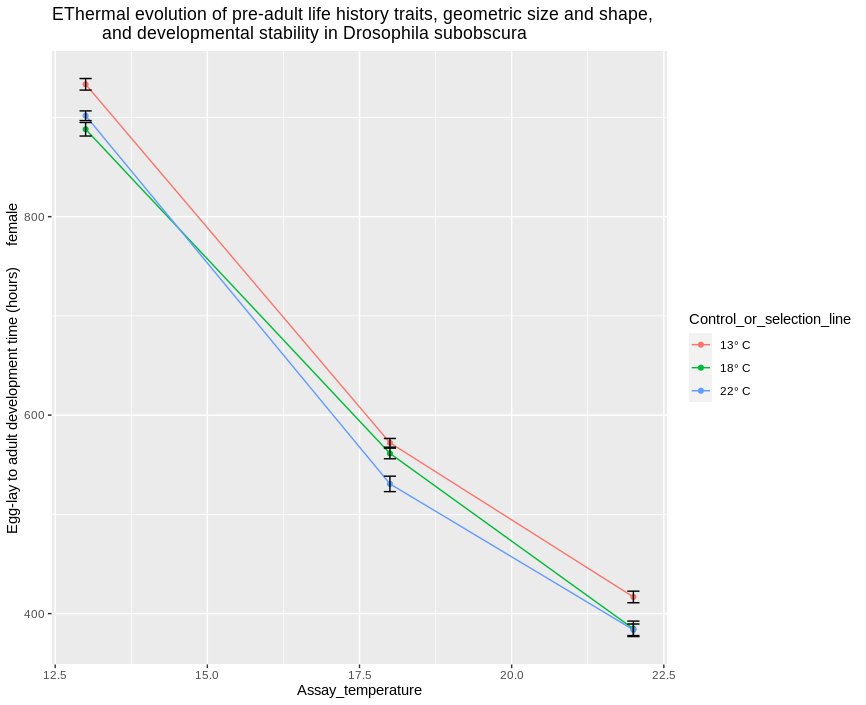 EThermal evolution of pre-adult life history traits, geometric size and shape,
and developmental stability in Drosophila subobscura
Egg-lay to adult development time (hours)    female
800
600
400
12.5
15.0
17.5
20.0
22.5
Assay_temperature
Control_or_selection_line
13° C
18° C
22° C